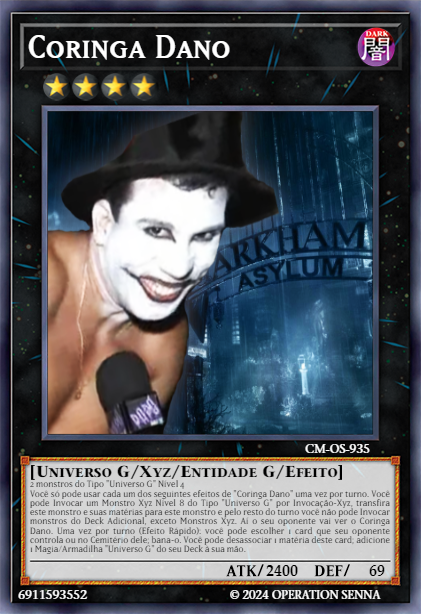 Coringa Dano
DARK
闇
ARKHAM
ASYLUM
CM-OS-935
[Universo G/Xyz/Entidade G/Efeito]
2 monstros do Tipo "Universo G" Nível 4
Você só pode usar cada um dos seguintes efeitos de "Coringa Dano" uma vez por turno. Você
pode Invocar um Monstro Xyz Nível 8 do Tipo "Universo G" por Invocação-Xyz, transfira
este monstro e suas matérias para este monstro e pelo resto do turno você não pode Invocar
monstros do Deck Adicional, exceto Monstros Xyz. Aí o seu oponente vai ver o Coringa
Dano. Uma vez por turno (Efeito Rápido): você pode escolher 1 card que seu oponente
controla ou no Cemitério dele; bana-o. Você pode desassociar 1 matéria deste card; adicione
1 Magia/Armadilha "Universo G" do seu Deck à sua mão.
ATK/2400 DEF/ 69
6911593552
© 2024 OPERATION SENNA